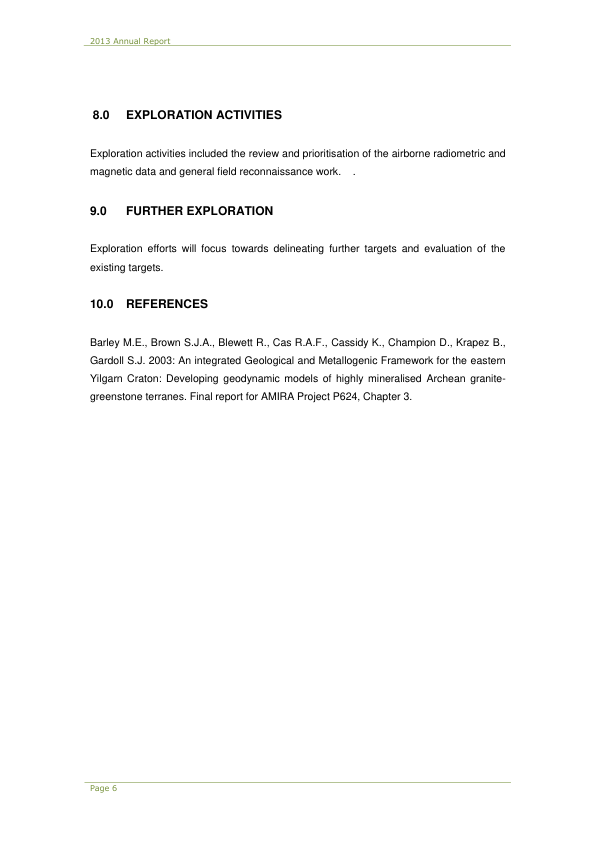 2013 Annual Report
8.0 EXPLORATION ACTIVITIES
Exploration activities included the review and prioritisation of the airborne radiometric and
magnetic data and general field reconnaissance work. .
9.0 FURTHER EXPLORATION
Exploration efforts will focus towards delineating further targets and evaluation of the
existing targets.
10.0 REFERENCES
Barley M.E., Brown S.J.A., Blewett R., Cas R.A.F., Cassidy K., Champion D., Krapez B.,
Gardoll S.J. 2003: An integrated Geological and Metallogenic Framework for the eastern
Yilgarn Craton: Developing geodynamic models of highly mineralised Archean granite-
greenstone terranes. Final report for AMIRA Project P624, Chapter 3.
Page 6